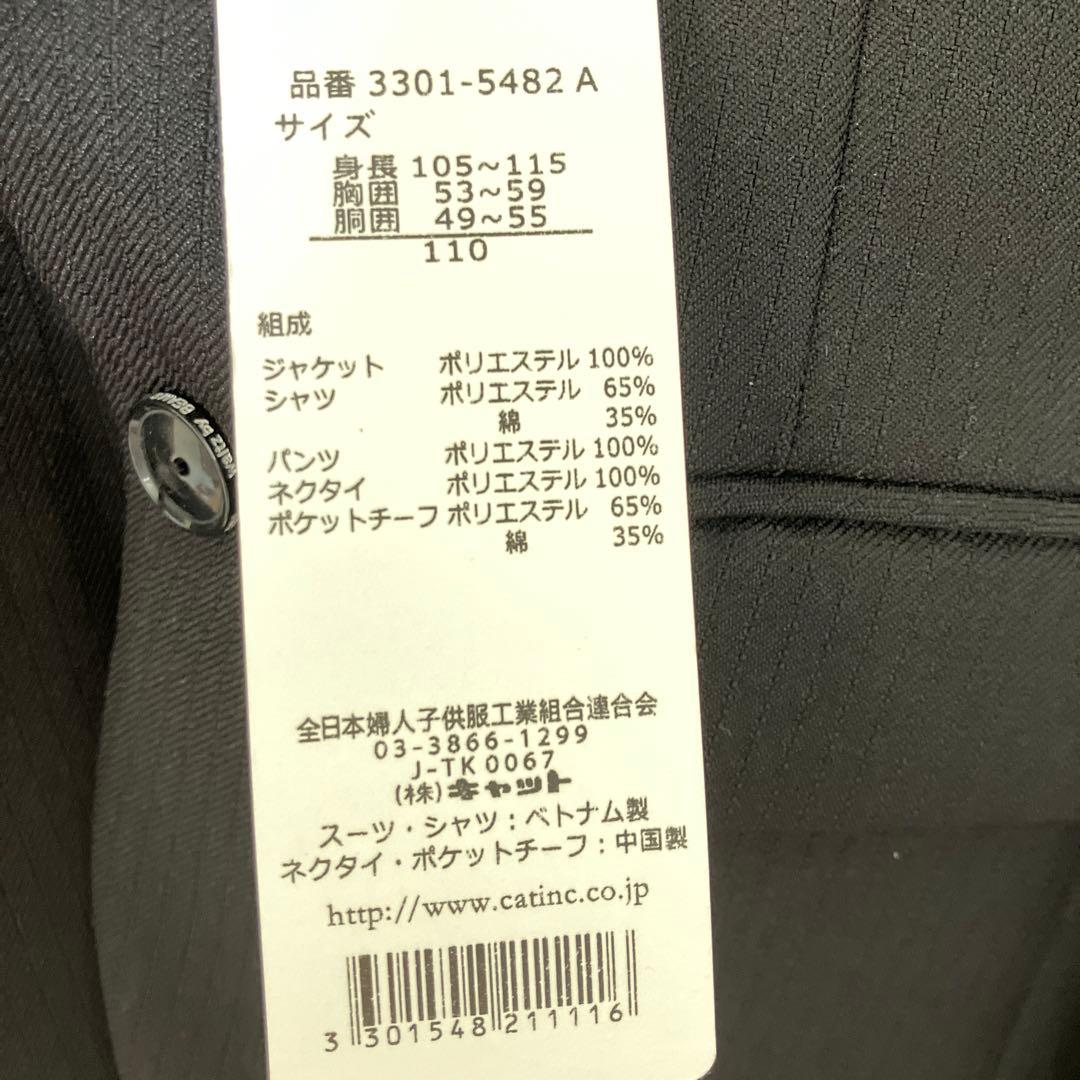 品番 3301-5482 A
サイズ
身長 105～115
胸囲 53～59
胴囲 49～55
110
組成
ジャケット ポリエステル 100%
シャツ ポリエステル 65%
綿 35%
パンツ ポリエステル 100%
ネクタイ ポリエステル 100%
ポケットチーフ ポリエステル 65%
綿 35%
全日本婦人子供服工業組合連合会
03-3866-1299
J-TK0067
(株)キャット
スーツ・シャツ：ベトナム製
ネクタイ・ポケットチーフ：中国製
http://www.catinc.co.jp
3 301548 211116
by